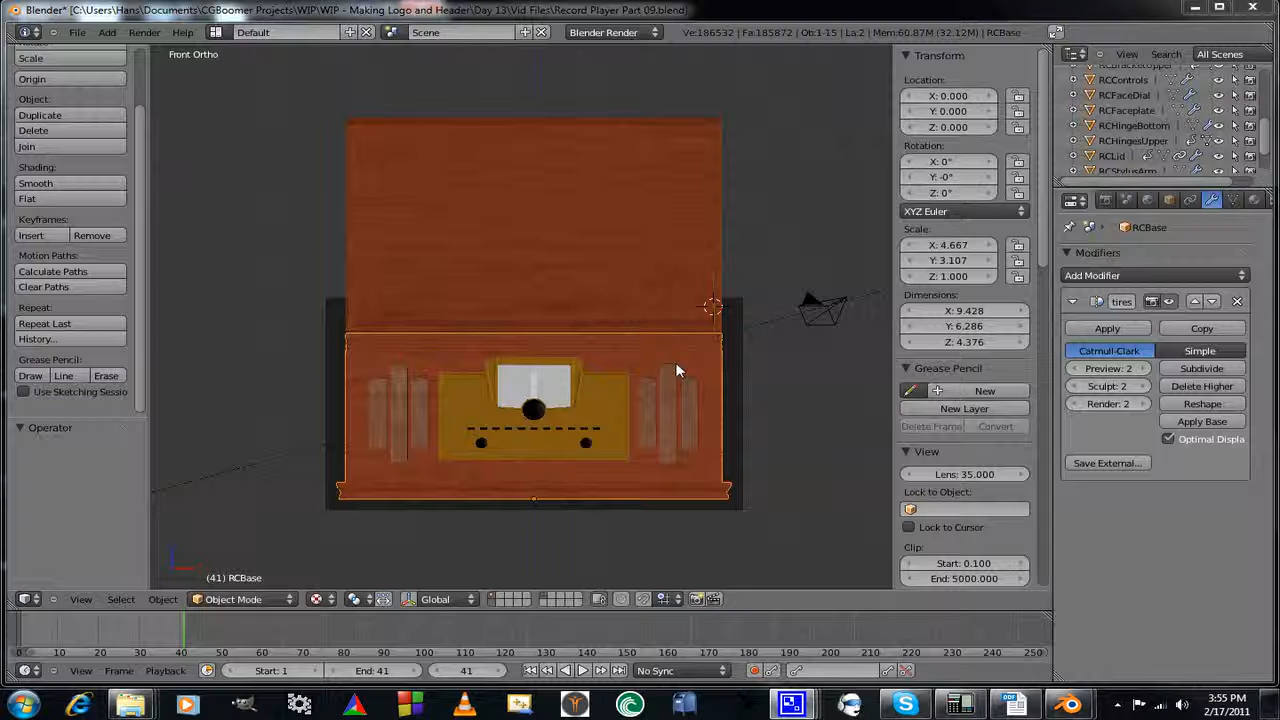 Blender* [C:\Users\Hans\Documents\CGBoomer Projects\WIP\WIP - Making Logo and Header\Day 13\Vid Files\Record Player Part 09.blend]
File Add Render Help Default Scene Blender Render Ve:186532 | Fa:185872 | Ob:1-15 | La:2 | Mem:60.87M (32.12M) | RCBase
Scale
Origin
Object:
Duplicate
Delete
Join
Shading:
Smooth
Flat
Keyframes:
Insert Remove
Motion Paths:
Calculate Paths
Clear Paths
Repeat:
Repeat Last
History...
Grease Pencil:
Draw Line Erase
Use Sketching Sessio
Operator
Front Ortho
(41) RCBase
Transform
Location:
X: 0.000
Y: 0.000
Z: 0.000
Rotation:
X: 0°
Y: -0°
Z: 0°
XYZ Euler
Scale:
X: 4.667
Y: 3.107
Z: 1.000
Dimensions:
X: 9.428
Y: 6.286
Z: 4.376
Grease Pencil
New
New Layer
Delete Frame Convert
View
Lens: 35.000
Lock to Object:
Lock to Cursor
Clip:
Start: 0.100
End: 5000.000
View Search All Scenes
RCControls
RCFaceDial
RCFaceplate
RCHingeBottom
RCHingesUpper
RCLid
RCStylusArm
RCBase
Modifiers
Add Modifier
tires
Apply Copy
Catmull-Clark Simple
Preview: 2 Subdivide
Sculpt: 2 Delete Higher
Render: 2 Reshape
Apply Base
Optimal Displa
Save External...
View Select Object Object Mode Global
0 10 20 30 40 50 60 70 80 90 100 110 120 130 140 150 160 170 180 190 200 210 220 230 240 250
View Frame Playback Start: 1 End: 41 41 No Sync
3:55 PM
2/17/2011